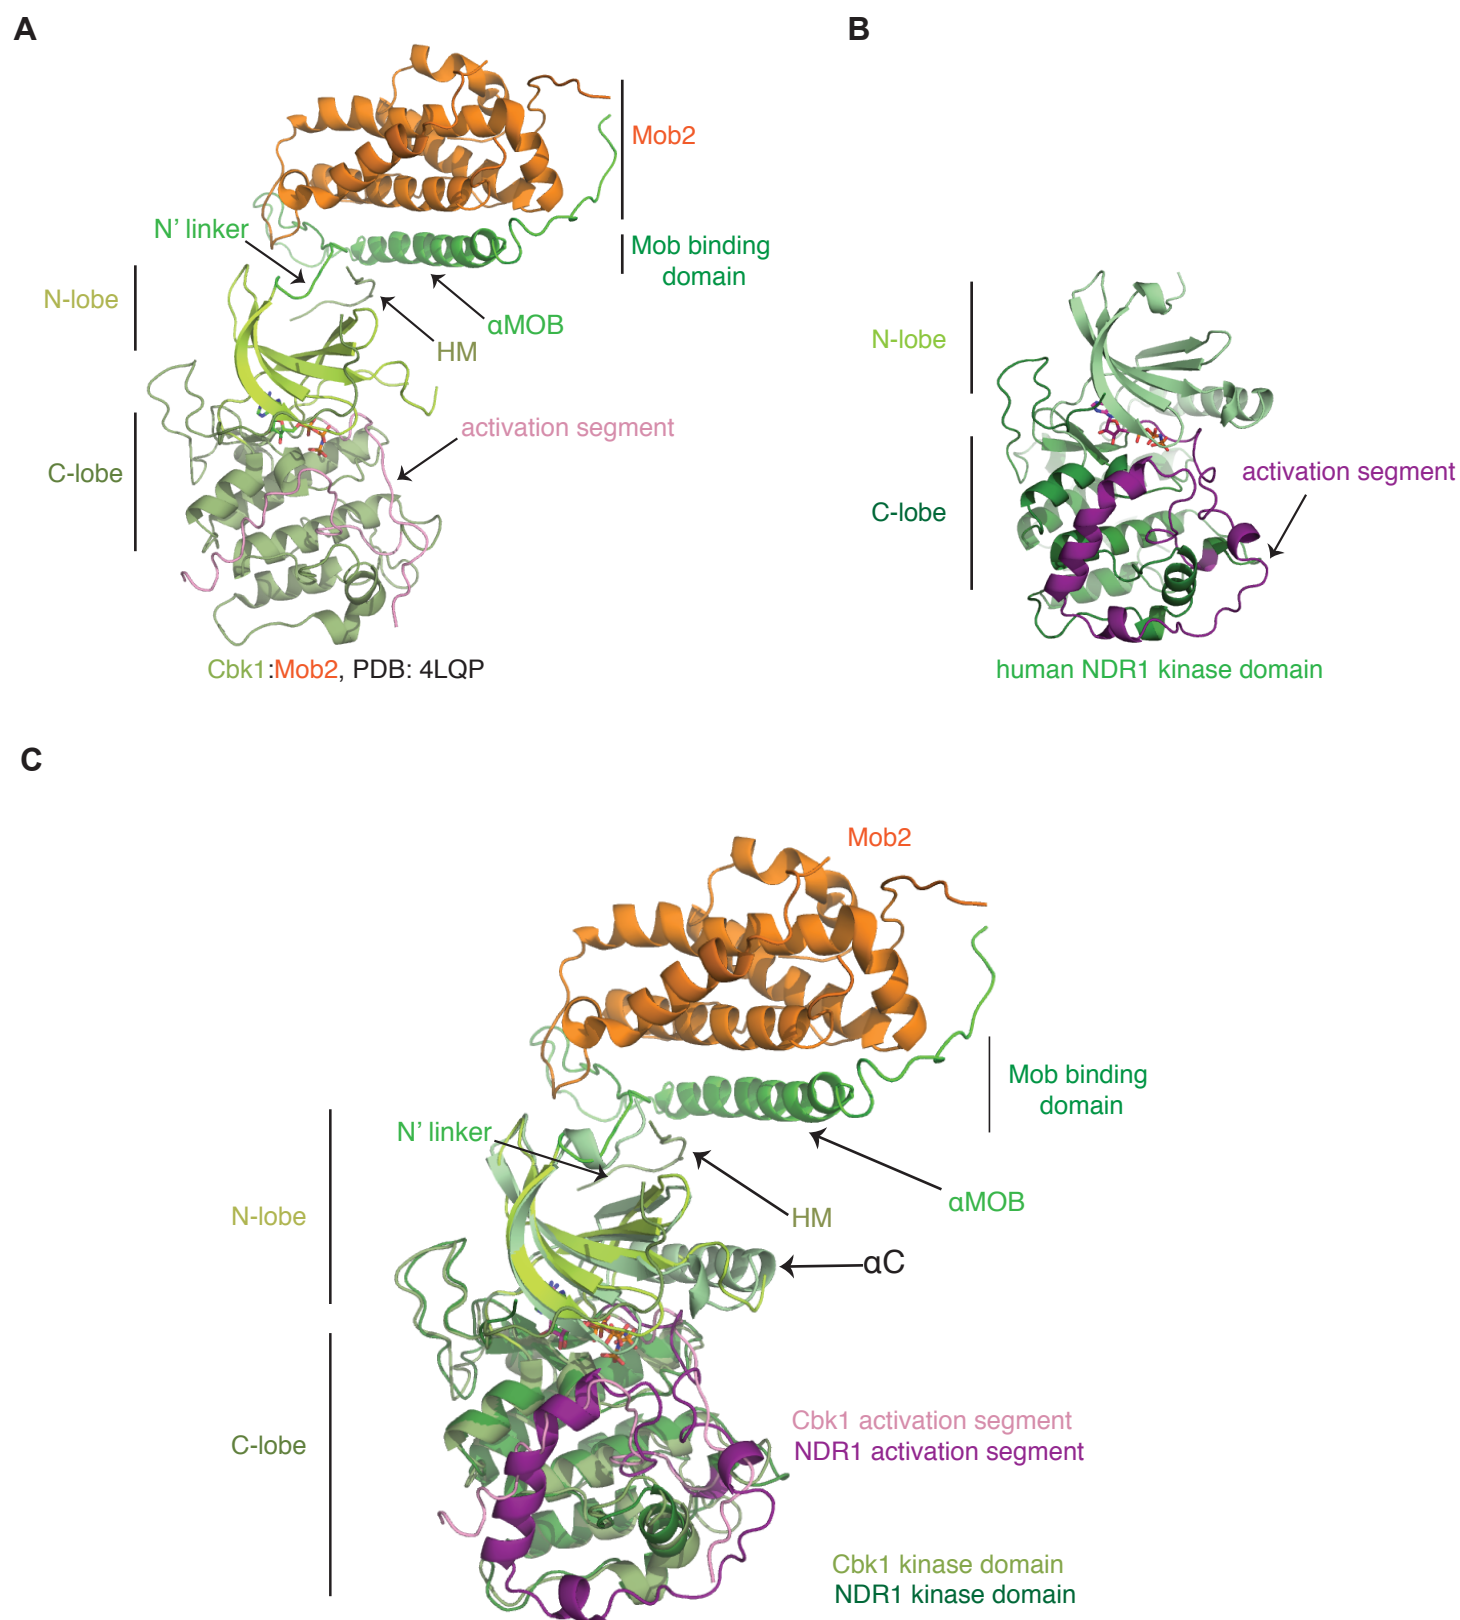 A
B
Mob2
N' linker
Mob binding
domain
N-lobe
αMOB
HM
N-lobe
activation segment
C-lobe
activation segment
C-lobe
Cbk1:Mob2, PDB: 4LQP
human NDR1 kinase domain
C
Mob2
Mob binding
domain
N' linker
αMOB
N-lobe
HM
αC
Cbk1 activation segment
C-lobe
NDR1 activation segment
Cbk1 kinase domain
NDR1 kinase domain